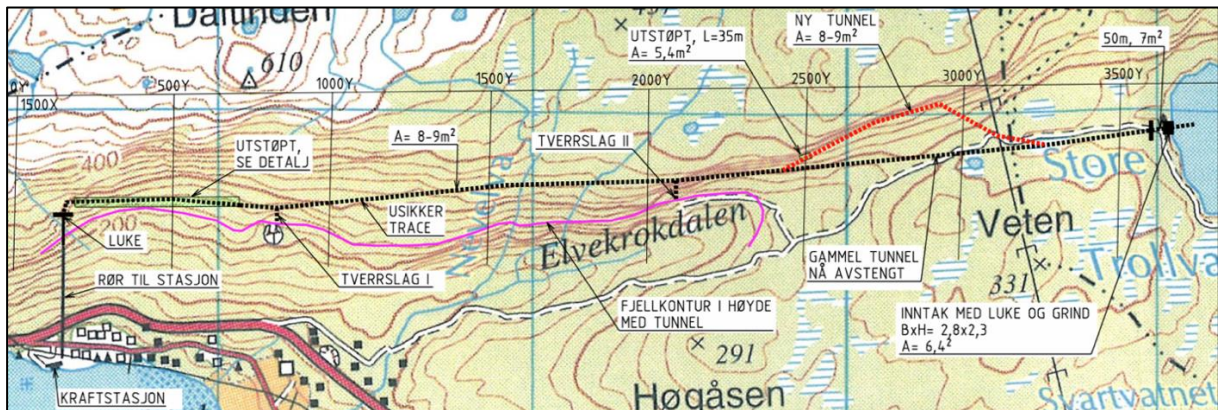 Daltinden
610
457
NY TUNNEL
A= 8-9m²
UTSTØPT, L=35m
A= 5,4m²
50m, 7m²
1500X
500Y
1000Y
1500Y
2000Y
2500Y
3000Y
3500Y
400
UTSTØPT,
SE DETALJ
A= 8-9m²
TVERRSLAG II
Store
200
LUKE
USIKKER
TRACE
Elvekrokdalen
Veten
Trollva
RØR TIL STASJON
TVERRSLAG I
GAMMEL TUNNEL
NÅ AVSTENGT
331
FJELLKONTUR I HØYDE
MED TUNNEL
INNTAK MED LUKE OG GRIND
BxH= 2,8x2,3
A= 6,4²
291
KRAFTSTASJON
Høgåsen
Svartvatnet